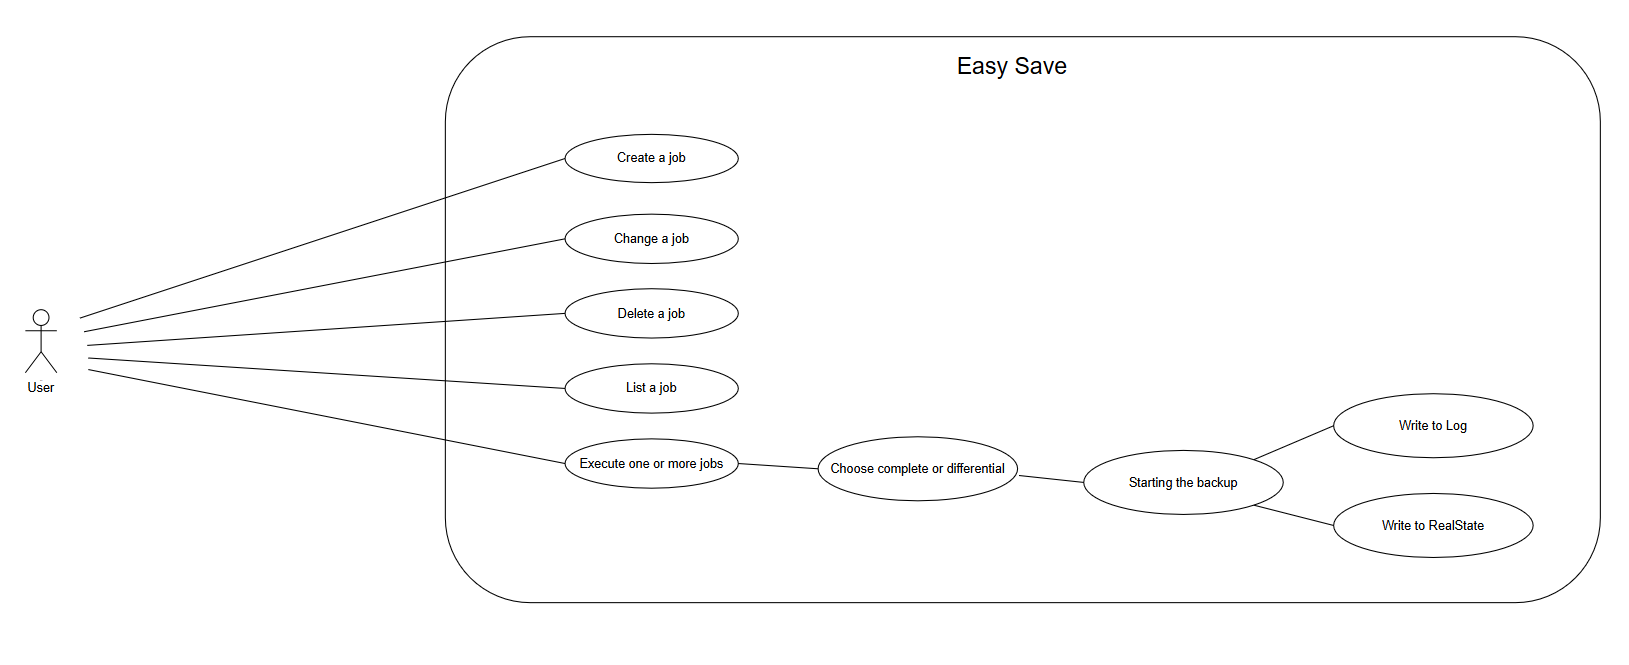 Easy Save
Create a job
Change a job
Delete a job
User
List a job
Execute one or more jobs
Choose complete or differential
Starting the backup
Write to Log
Write to RealState